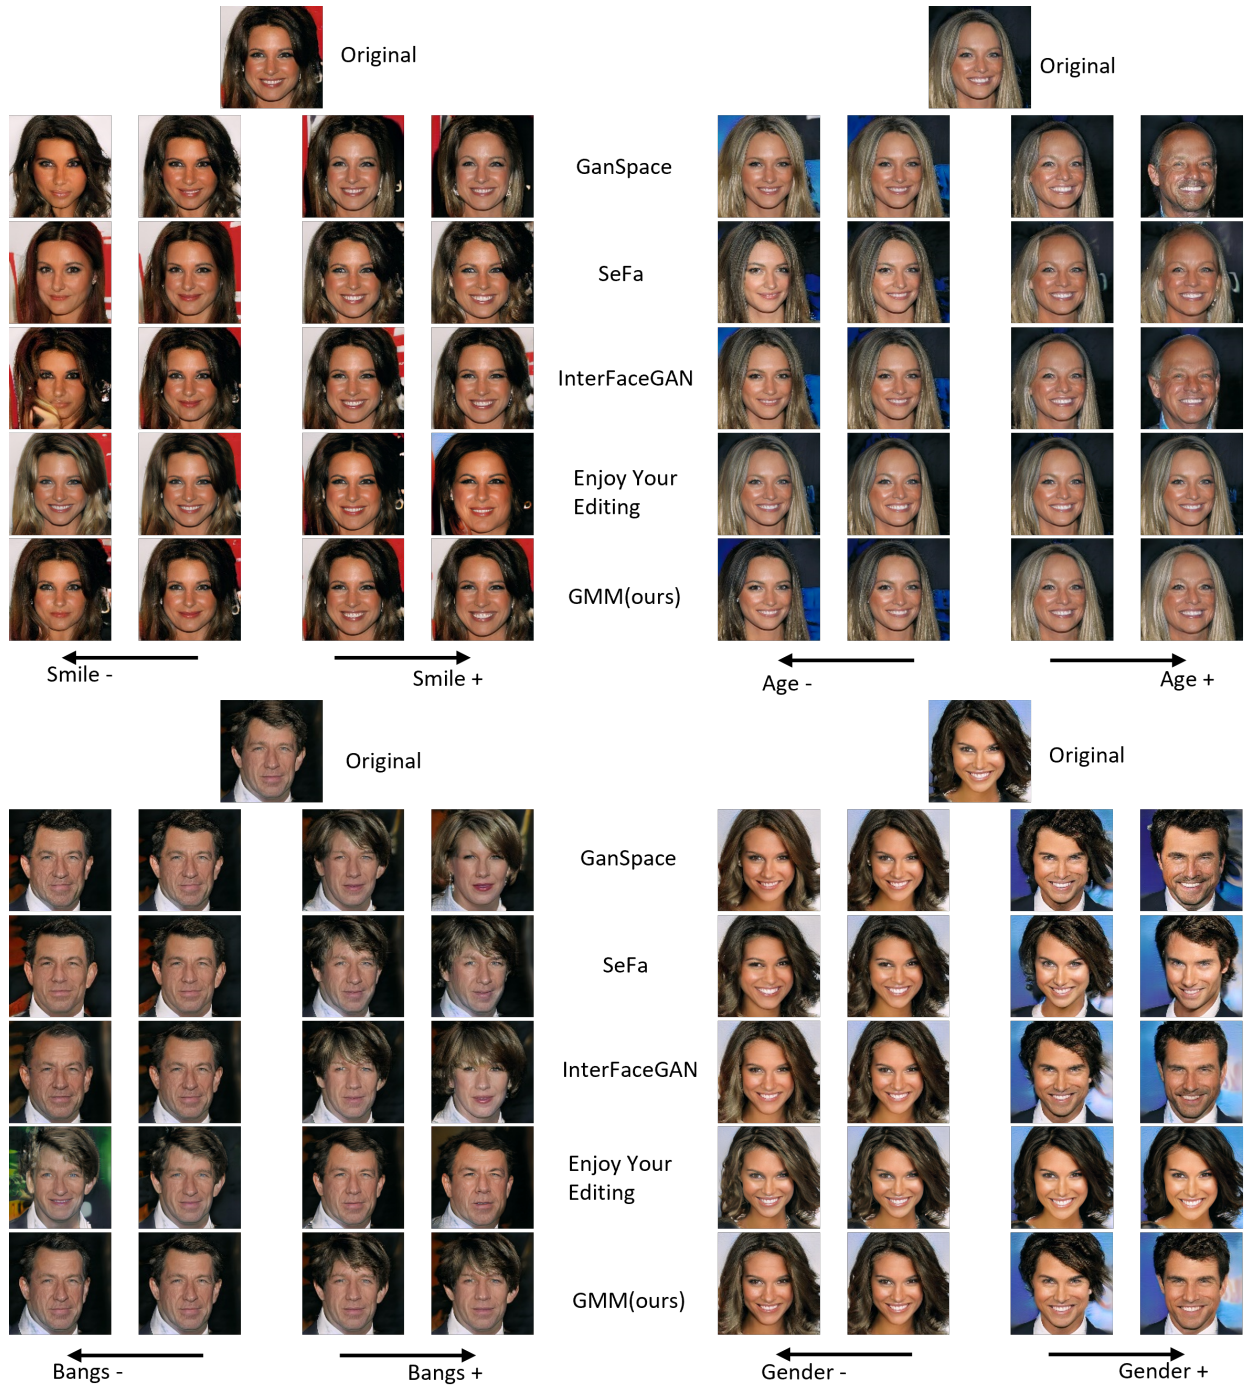 Original
Original
GanSpace
SeFa
InterFaceGAN
Enjoy Your
Editing
GMM(ours)
Smile -
Smile +
Age -
Age +
Original
Original
GanSpace
SeFa
InterFaceGAN
Enjoy Your
Editing
GMM(ours)
Bangs -
Bangs +
Gender -
Gender +